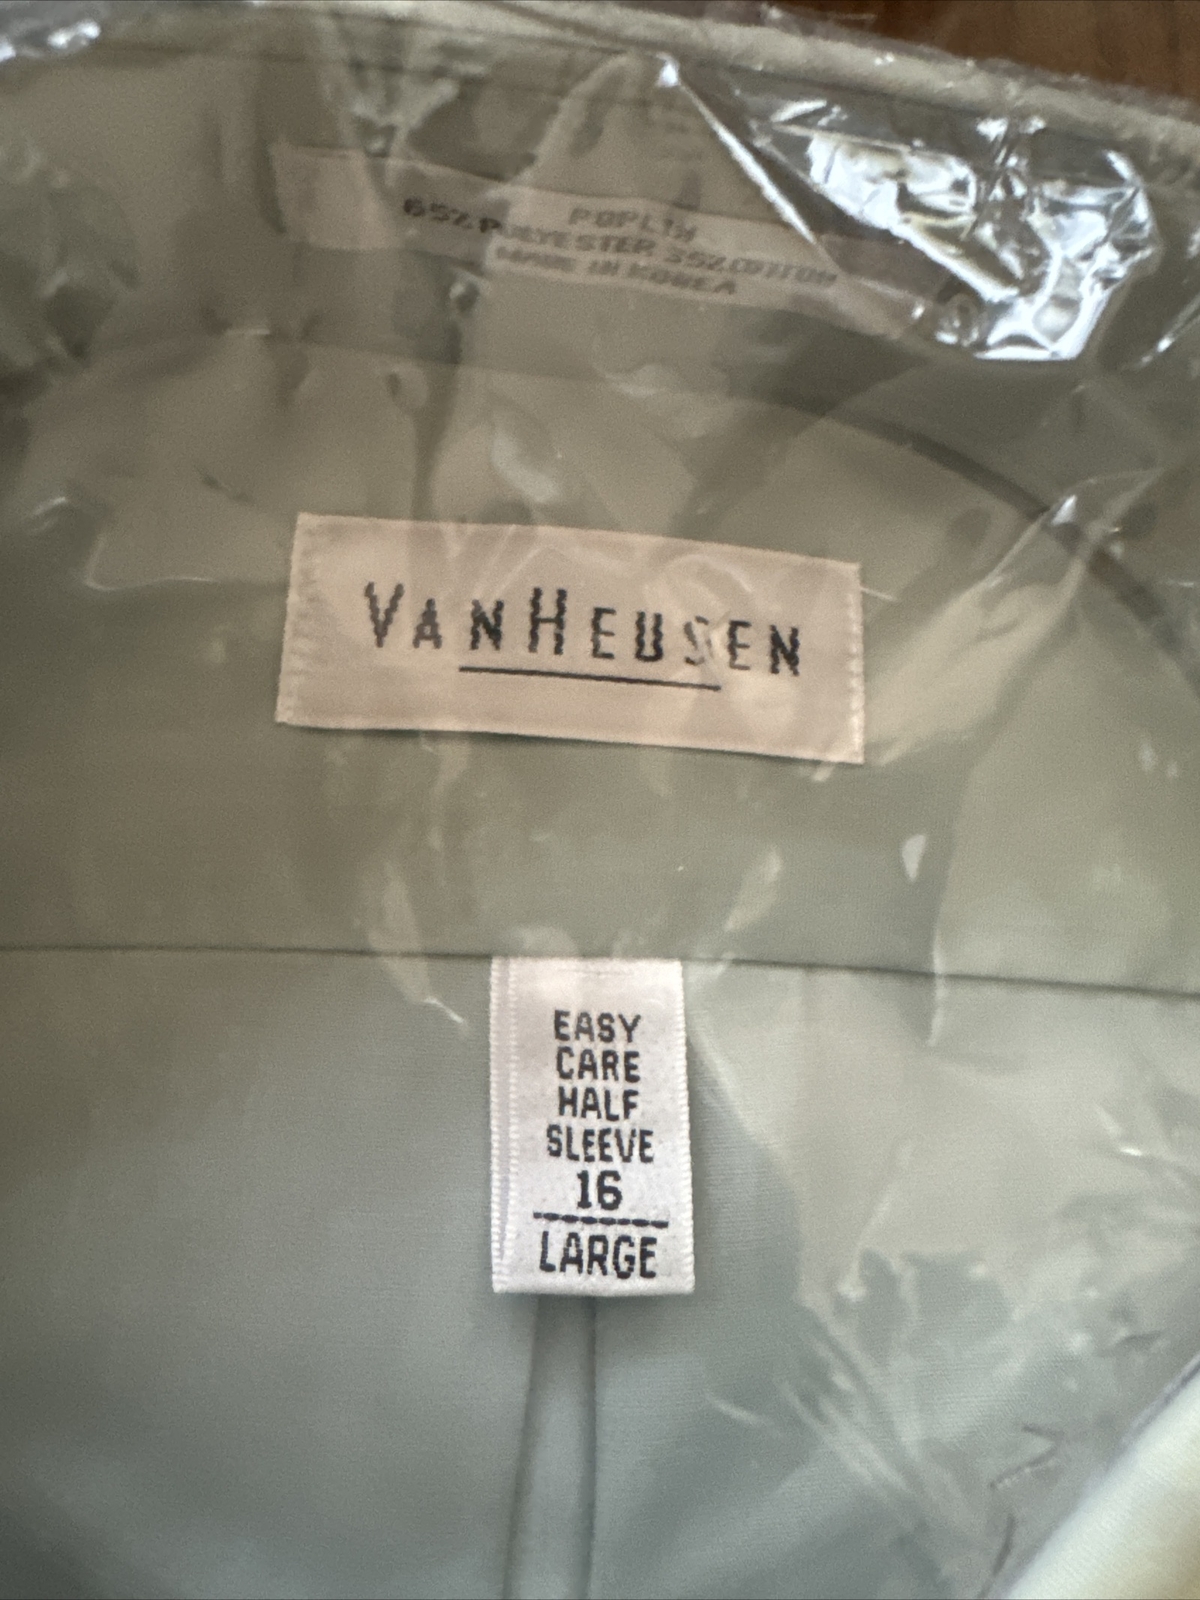 POPLIN
65% POLYESTER 35% COTTON
MADE IN KOREA
VANHEUSEN
EASY
CARE
HALF
SLEEVE
16
LARGE